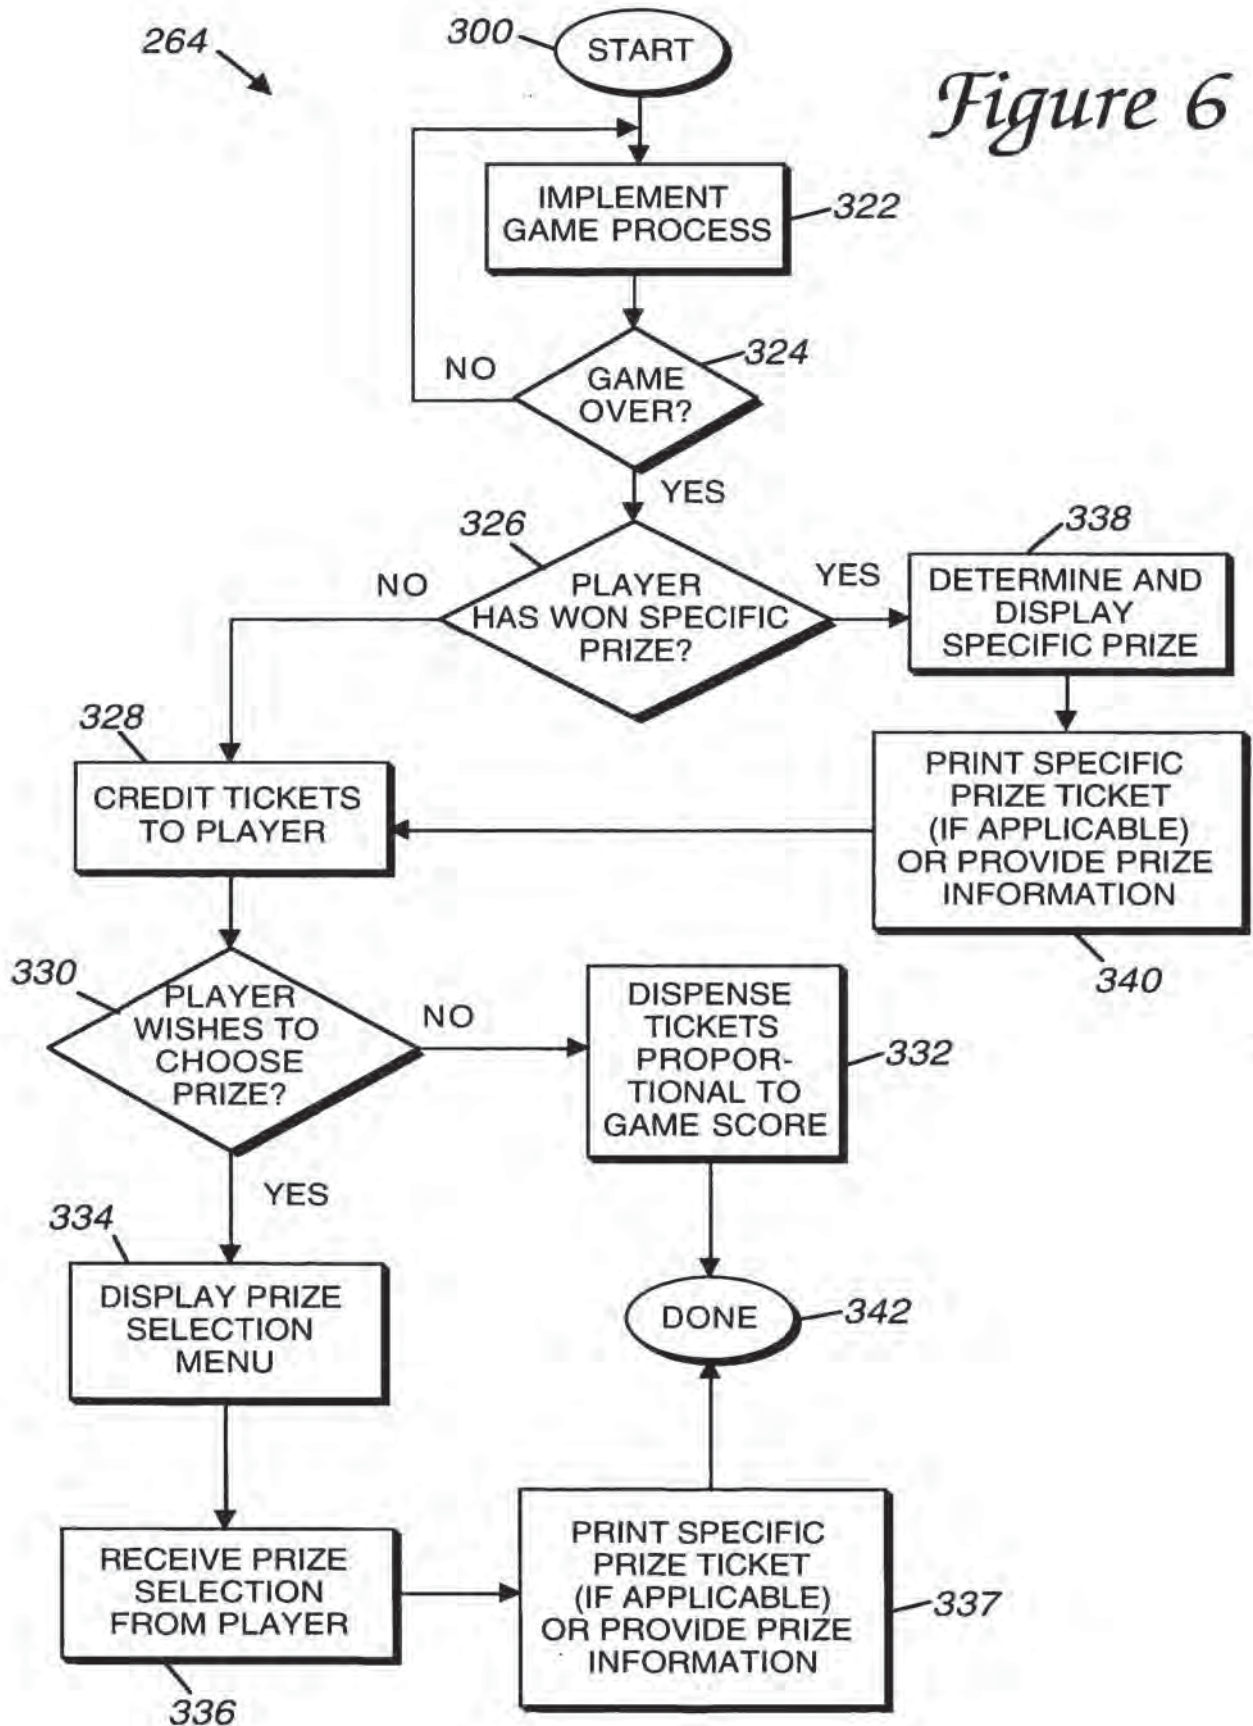 264
300
START
Figure 6
IMPLEMENT
GAME PROCESS
322
324
NO
GAME
OVER?
YES
326
338
NO
PLAYER
HAS WON SPECIFIC
PRIZE?
YES
DETERMINE AND
DISPLAY
SPECIFIC PRIZE
328
CREDIT TICKETS
TO PLAYER
PRINT SPECIFIC
PRIZE TICKET
(IF APPLICABLE)
OR PROVIDE PRIZE
INFORMATION
340
330
PLAYER
WISHES TO
CHOOSE
PRIZE?
NO
DISPENSE
TICKETS
PROPOR-
TIONAL TO
GAME SCORE
332
YES
334
DISPLAY PRIZE
SELECTION
MENU
DONE
342
RECEIVE PRIZE
SELECTION
FROM PLAYER
336
PRINT SPECIFIC
PRIZE TICKET
(IF APPLICABLE)
OR PROVIDE PRIZE
INFORMATION
337